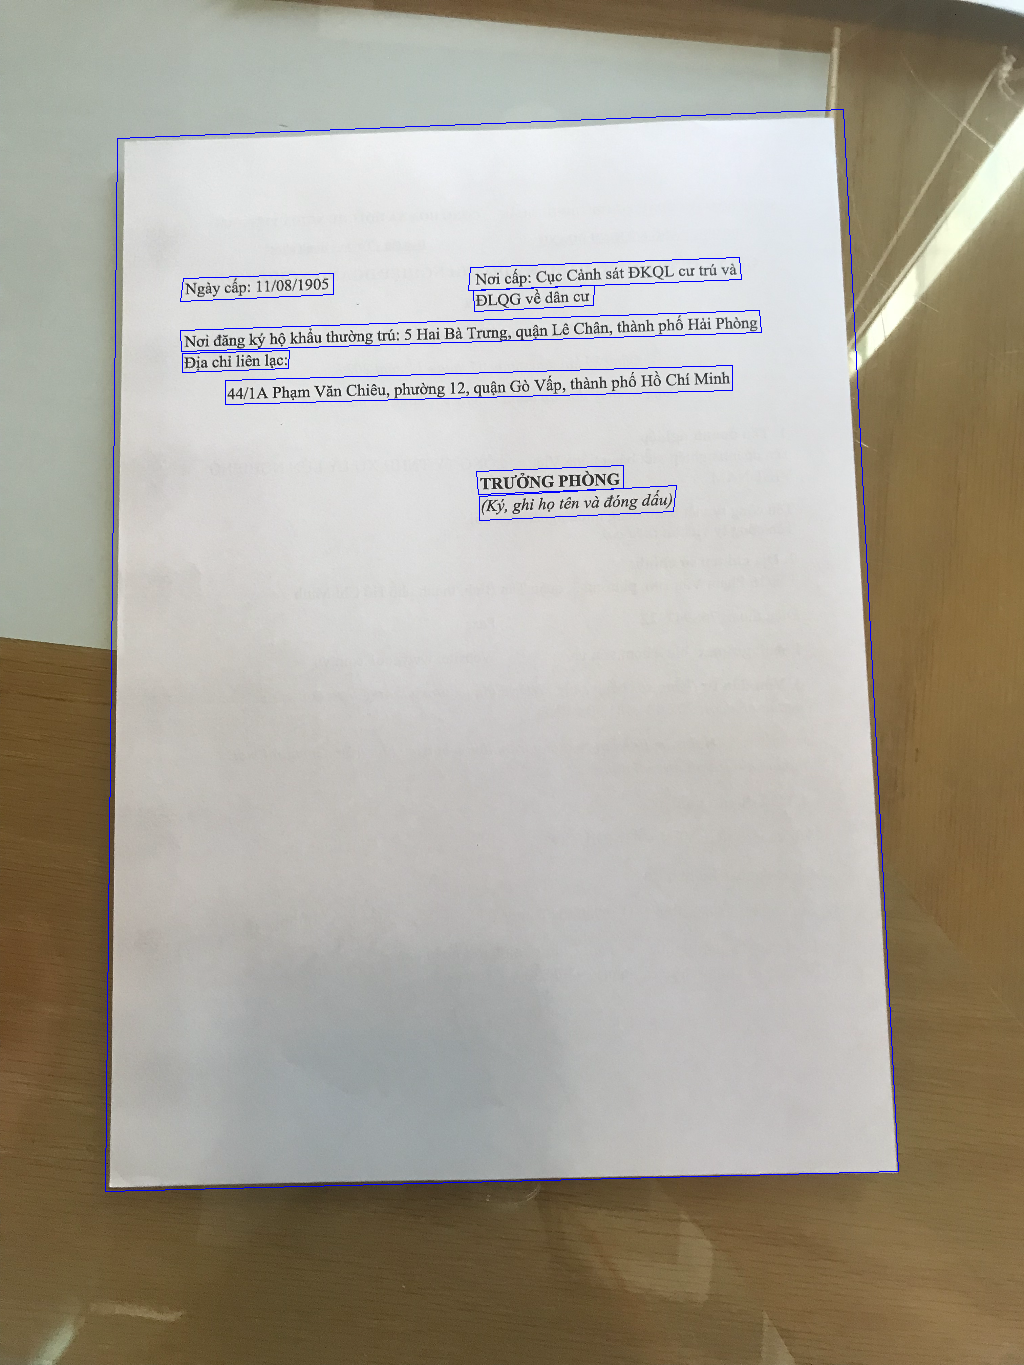 Ngày cấp: 11/08/1905
Nơi cấp: Cục Cảnh sát ĐKQL cư trú và
ĐLQG về dân cư
Nơi đăng ký hộ khẩu thường trú: 5 Hai Bà Trưng, quận Lê Chân, thành phố Hải Phòng
Địa chỉ liên lạc:
44/1A Phạm Văn Chiêu, phường 12, quận Gò Vấp, thành phố Hồ Chí Minh
TRƯỞNG PHÒNG
(Ký, ghi họ tên và đóng dấu)